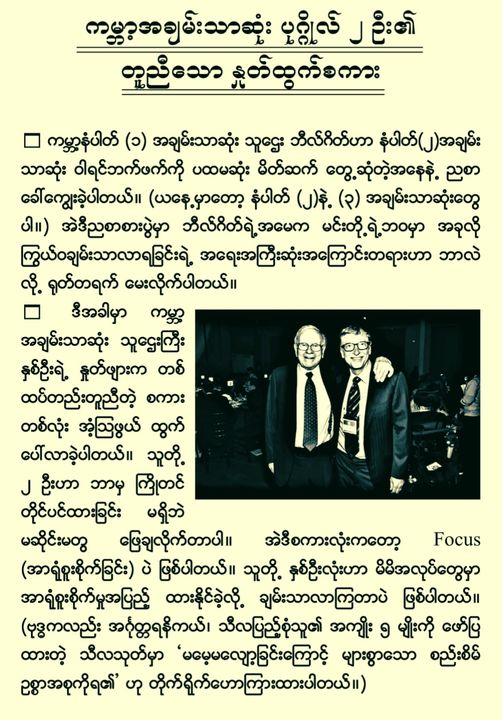 ကမ္ဘာ့အချမ်းသာဆုံး ပုဂ္ဂိုလ် ၂ ဦး၏
တူညီသော နှုတ်ထွက်စကား
□ ကမ္ဘာ့နံပါတ် (၁) အချမ်းသာဆုံး သူဌေး ဘီလ်ဂိတ်ဟာ နံပါတ်(၂)အချမ်း
သာဆုံး ဝါရင်ဘက်ဖက်ကို ပထမဆုံး မိတ်ဆက် တွေ့ဆုံတဲ့အနေနဲ့ ညစာ
ခေါ်ကျွေးခဲ့ပါတယ်။ (ယနေ့မှာတော့ နံပါတ် (၂)နဲ့ (၃) အချမ်းသာဆုံးတွေ
ပါ။) အဲဒီညစာစားပွဲမှာ ဘီလ်ဂိတ်ရဲ့အမေက မင်းတို့ရဲ့ဘဝမှာ အခုလို
ကြွယ်ဝချမ်းသာလာရခြင်းရဲ့ အရေးအကြီးဆုံးအကြောင်းတရားဟာ ဘာလဲ
လို့ ရုတ်တရက် မေးလိုက်ပါတယ်။
□ ဒီအခါမှာ ကမ္ဘာ့
အချမ်းသာဆုံး သူဌေးကြီး
နှစ်ဦးရဲ့ နှုတ်ဖျားက တစ်
ထပ်တည်းတူညီတဲ့ စကား
တစ်လုံး အံ့ဩဖွယ် ထွက်
ပေါ်လာခဲ့ပါတယ်။ သူတို့
၂ ဦးဟာ ဘာမှ ကြိုတင်
တိုင်ပင်ထားခြင်း မရှိဘဲ
မဆိုင်းမတွ ဖြေချလိုက်တာပါ။ အဲဒီစကားလုံးကတော့ Focus
(အာရုံစူးစိုက်ခြင်း) ပဲ ဖြစ်ပါတယ်။ သူတို့ နှစ်ဦးလုံးဟာ မိမိအလုပ်တွေမှာ
အာရုံစူးစိုက်မှုအပြည့် ထားနိုင်ခဲ့လို့ ချမ်းသာလာကြတာပဲ ဖြစ်ပါတယ်။
(ဗုဒ္ဓကလည်း အင်္ဂုတ္တရနိကယ်၊ သီလပြည့်စုံသူ၏ အကျိုး ၅ မျိုးကို ဖော်ပြ
ထားတဲ့ သီလသုတ်မှာ ‘မမေ့မလျော့ခြင်းကြောင့် များစွာသော စည်းစိမ်
ဥစ္စာအစုကိုရ၏’ ဟု တိုက်ရိုက်ဟောကြားထားပါတယ်။)